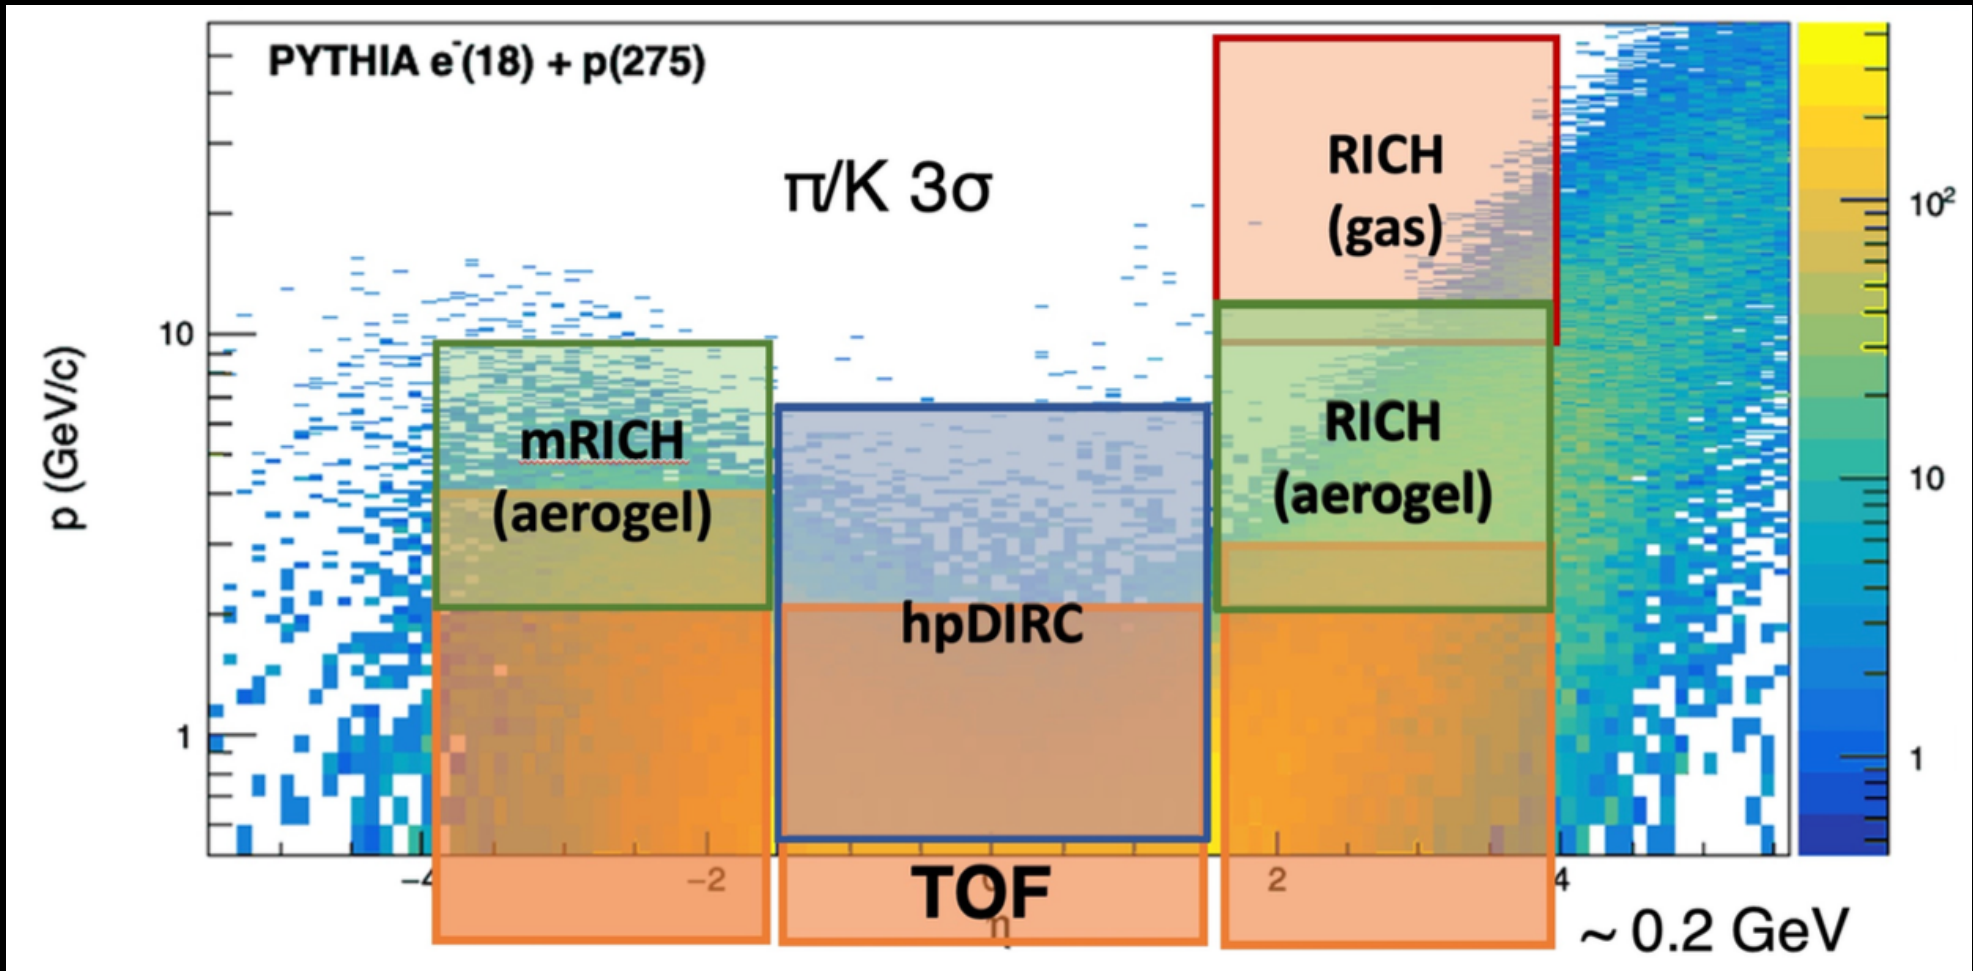 PYTHIA e⁻(18) + p(275)
π/K 3σ
RICH
(gas)
10²
10
mRICH
(aerogel)
RICH
(aerogel)
p (GeV/c)
10
hpDIRC
1
1
−4
−2
0
2
4
TOF
η
~ 0.2 GeV